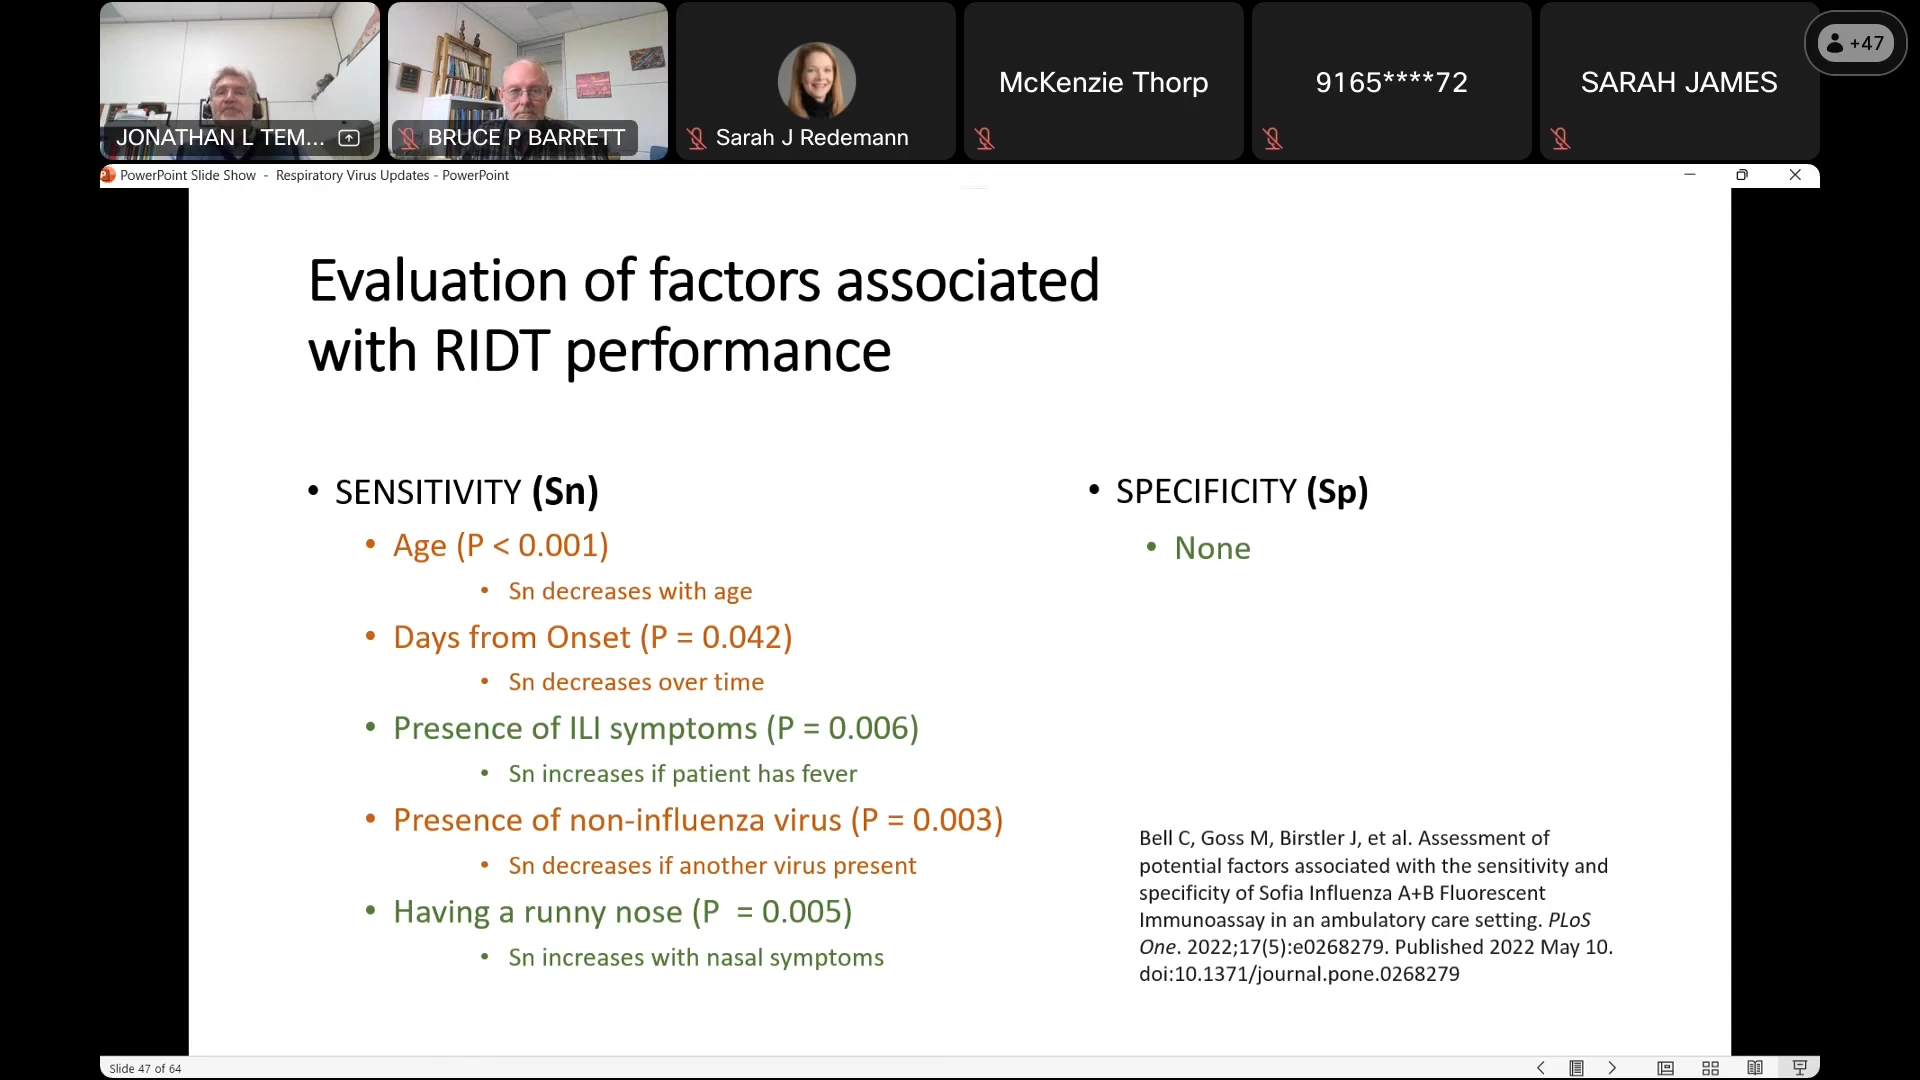 JONATHAN L TEM...
BRUCE P BARRETT
Sarah J Redemann
McKenzie Thorp
9165****72
SARAH JAMES
+47
PowerPoint Slide Show - Respiratory Virus Updates - PowerPoint
Evaluation of factors associated
with RIDT performance
• SENSITIVITY (Sn)
• Age (P < 0.001)
• Sn decreases with age
• Days from Onset (P = 0.042)
• Sn decreases over time
• Presence of ILI symptoms (P = 0.006)
• Sn increases if patient has fever
• Presence of non-influenza virus (P = 0.003)
• Sn decreases if another virus present
• Having a runny nose (P = 0.005)
• Sn increases with nasal symptoms
• SPECIFICITY (Sp)
• None
Bell C, Goss M, Birstler J, et al. Assessment of
potential factors associated with the sensitivity and
specificity of Sofia Influenza A+B Fluorescent
Immunoassay in an ambulatory care setting. PLoS
One. 2022;17(5):e0268279. Published 2022 May 10.
doi:10.1371/journal.pone.0268279
Slide 47 of 64